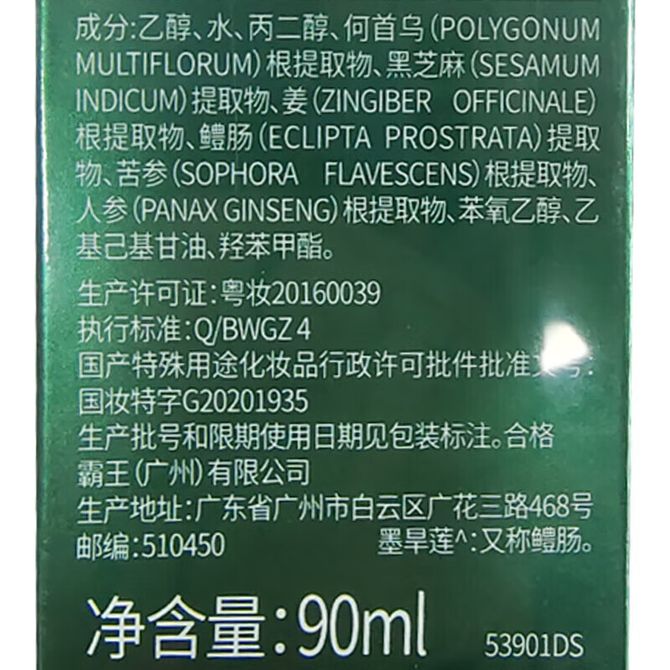 成分:乙醇、水、丙二醇、何首乌(POLYGONUM
MULTIFLORUM)根提取物、黑芝麻(SESAMUM
INDICUM)提取物、姜(ZINGIBER OFFICINALE)
根提取物、鳢肠(ECLIPTA PROSTRATA)提取
物、苦参(SOPHORA FLAVESCENS)根提取物、
人参(PANAX GINSENG)根提取物、苯氧乙醇、乙
基己基甘油、羟苯甲酯。
生产许可证:粤妆20160039
执行标准:Q/BWGZ 4
国产特殊用途化妆品行政许可批件批准文号:
国妆特字G20201935
生产批号和限期使用日期见包装标注。合格
霸王(广州)有限公司
生产地址:广东省广州市白云区广花三路468号
邮编:510450 墨旱莲^:又称鳢肠。
净含量:90ml 53901DS